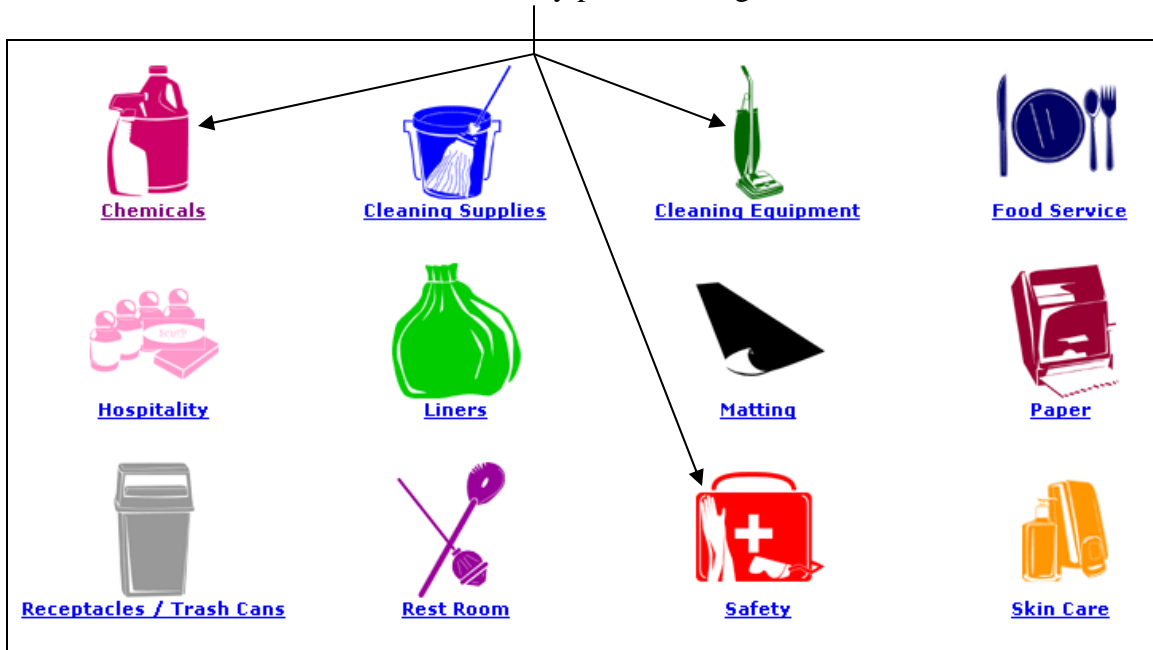 Chemicals
Cleaning Supplies
Cleaning Equipment
Food Service
Hospitality
Liners
Matting
Paper
Receptacles / Trash Cans
Rest Room
Safety
Skin Care